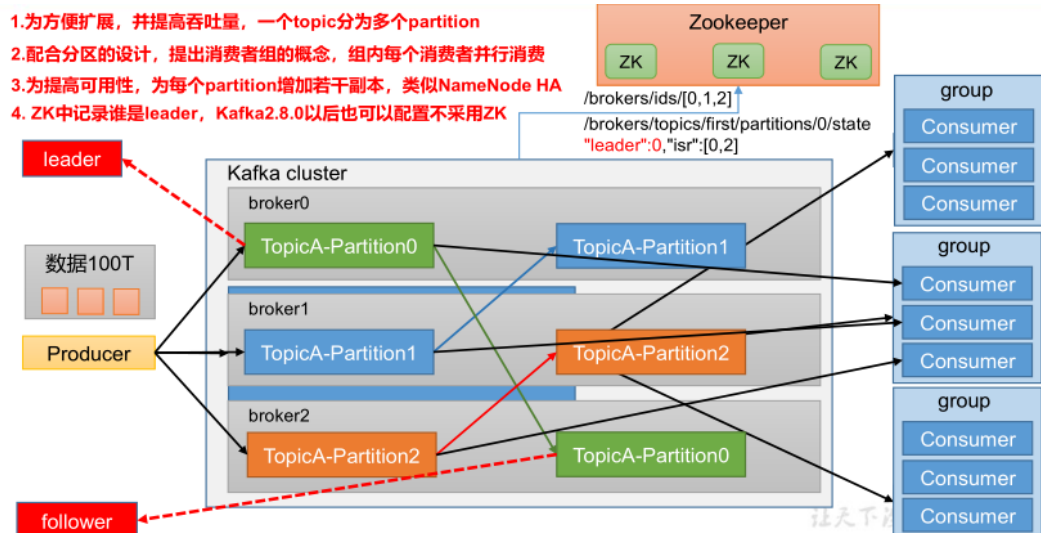 1.为方便扩展，并提高吞吐量，一个topic分为多个partition
2.配合分区的设计，提出消费者组的概念，组内每个消费者并行消费
3.为提高可用性，为每个partition增加若干副本，类似NameNode HA
4. ZK中记录谁是leader，Kafka2.8.0以后也可以配置不采用ZK
Zookeeper
ZK
ZK
ZK
/brokers/ids/[0,1,2]
/brokers/topics/first/partitions/0/state
"leader":0,"isr":[0,2]
leader
Kafka cluster
broker0
TopicA-Partition0
TopicA-Partition1
数据100T
Producer
broker1
TopicA-Partition1
TopicA-Partition2
broker2
TopicA-Partition2
TopicA-Partition0
follower
group
Consumer
Consumer
Consumer
group
Consumer
Consumer
Consumer
group
Consumer
Consumer
Consumer
让天下